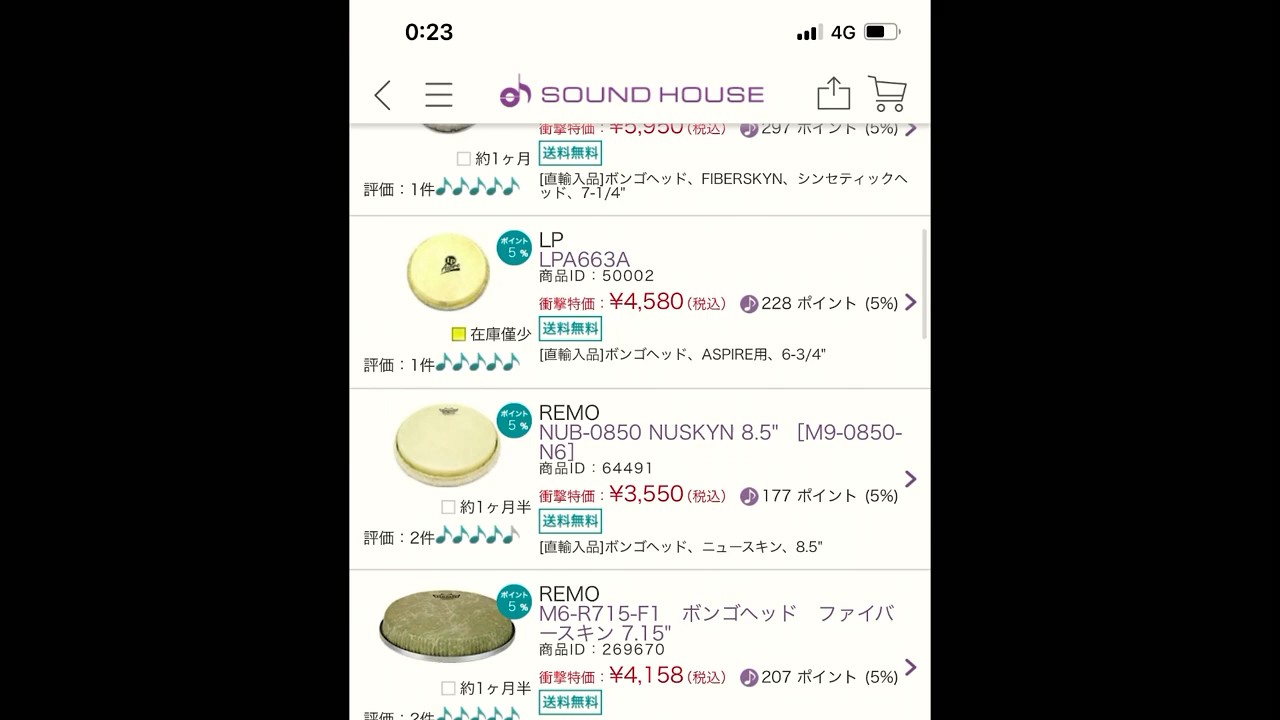 0:23
4G
SOUND HOUSE
衝撃特価：¥5,950(税込) 297 ポイント (5%)
約1ヶ月
送料無料
評価：1件
[直輸入品]ボンゴヘッド、FIBERSKYN、シンセティックヘ
ッド、7-1/4"
ポイント
5 %
LP
LPA663A
商品ID：50002
衝撃特価：¥4,580(税込) 228 ポイント (5%)
在庫僅少
送料無料
評価：1件
[直輸入品]ボンゴヘッド、ASPIRE用、6-3/4"
ポイント
5 %
REMO
NUB-0850 NUSKYN 8.5" [M9-0850-
N6]
商品ID：64491
衝撃特価：¥3,550(税込) 177 ポイント (5%)
約1ヶ月半
送料無料
評価：2件
[直輸入品]ボンゴヘッド、ニュースキン、8.5"
ポイント
5 %
REMO
M6-R715-F1 ボンゴヘッド ファイバ
ースキン 7.15"
商品ID：269670
衝撃特価：¥4,158(税込) 207 ポイント (5%)
約1ヶ月半
送料無料
評価：2件